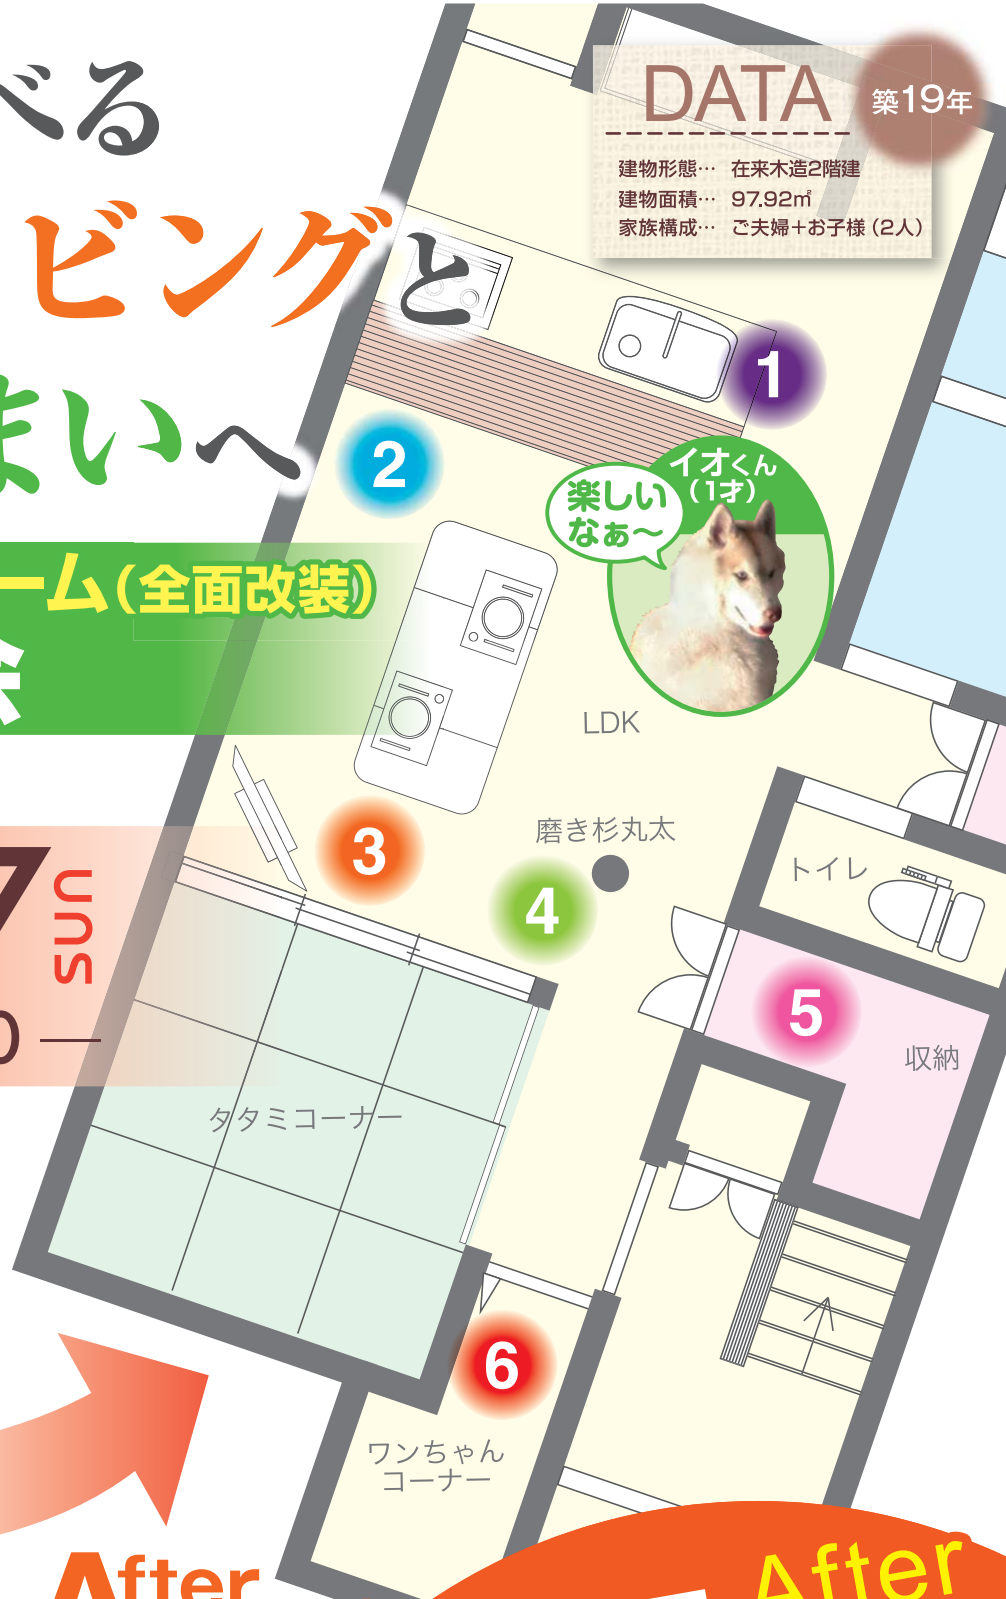 べる
ビングと
まいへ
ーム(全面改装)
DATA
築19年
建物形態… 在来木造2階建
建物面積… 97.92㎡
家族構成… ご夫婦+お子様(2人)
1
2
イオくん
(1才)
楽しい
なぁ〜
LDK
3
磨き杉丸太
4
トイレ
5
収納
7
SUN
0 —
タタミコーナー
6
ワンちゃん
コーナー
After
After